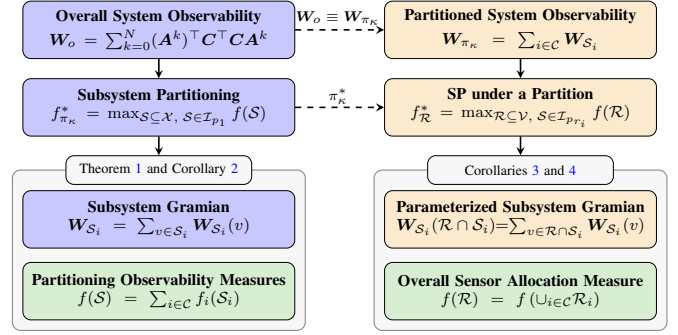 Overall System Observability
W_o = ∑_{k=0}^{N} (A^k)^⊤ C^⊤ C A^k
W_o ≡ W_{π_κ}
Partitioned System Observability
W_{π_κ} = ∑_{i∈𝒞} W_{𝒮_i}
Subsystem Partitioning
f^*_{π_κ} = max_{𝒮⊆𝒳, 𝒮∈ℐ_{p_1}} f(𝒮)
π^*_κ
SP under a Partition
f^*_ℛ = max_{ℛ⊆𝒱, 𝒮∈ℐ_{p_{r_i}}} f(ℛ)
Theorem 1 and Corollary 2
Subsystem Gramian
W_{𝒮_i} = ∑_{v∈𝒮_i} W_{𝒮_i}(v)
Partitioning Observability Measures
f(𝒮) = ∑_{i∈𝒞} f_i(𝒮_i)
Corollaries 3 and 4
Parameterized Subsystem Gramian
W_{𝒮_i}(ℛ ∩ 𝒮_i)=∑_{v∈ℛ∩𝒮_i} W_{𝒮_i}(v)
Overall Sensor Allocation Measure
f(ℛ) = f (∪_{i∈𝒞} ℛ_i)